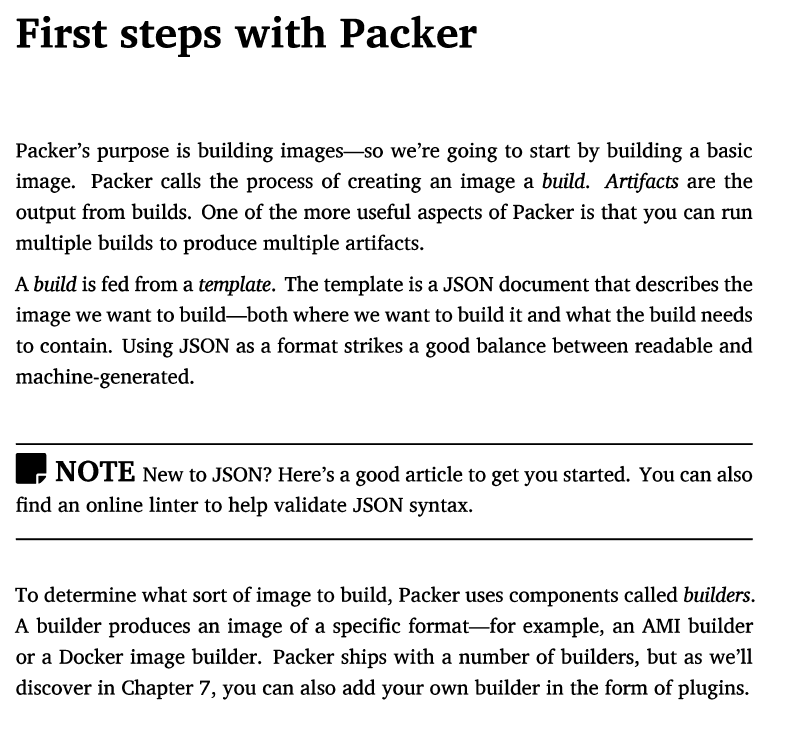 First steps with Packer
Packer’s purpose is building images—so we’re going to start by building a basic
image. Packer calls the process of creating an image a build. Artifacts are the
output from builds. One of the more useful aspects of Packer is that you can run
multiple builds to produce multiple artifacts.
A build is fed from a template. The template is a JSON document that describes the
image we want to build—both where we want to build it and what the build needs
to contain. Using JSON as a format strikes a good balance between readable and
machine-generated.
NOTE New to JSON? Here’s a good article to get you started. You can also
find an online linter to help validate JSON syntax.
To determine what sort of image to build, Packer uses components called builders.
A builder produces an image of a specific format—for example, an AMI builder
or a Docker image builder. Packer ships with a number of builders, but as we’ll
discover in Chapter 7, you can also add your own builder in the form of plugins.